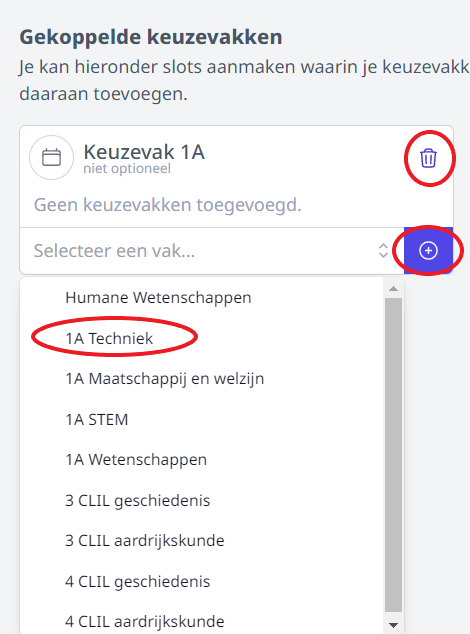 Gekoppelde keuzevakken
Je kan hieronder slots aanmaken waarin je keuzevakk
daaraan toevoegen.
Keuzevak 1A
niet optioneel
Geen keuzevakken toegevoegd.
Selecteer een vak...
Humane Wetenschappen
1A Techniek
1A Maatschappij en welzijn
1A STEM
1A Wetenschappen
3 CLIL geschiedenis
3 CLIL aardrijkskunde
4 CLIL geschiedenis
4 CLIL aardrijkskunde